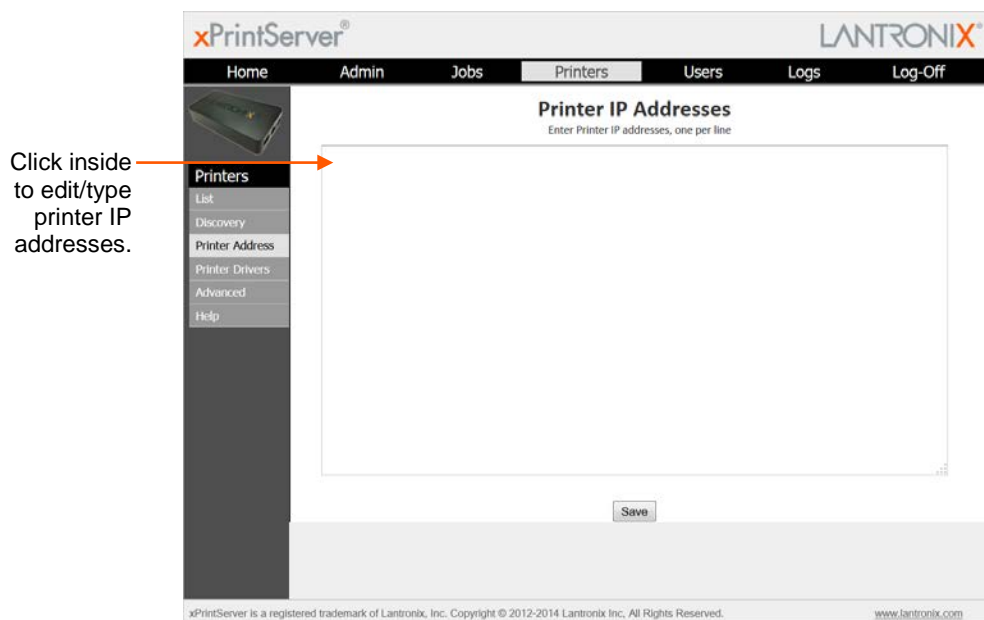 xPrintServer®
LANTRONIX®
Home Admin Jobs Printers Users Logs Log-Off
LANTRONIX
Printer IP Addresses
Enter Printer IP addresses, one per line
Click inside
to edit/type
printer IP
addresses.
Printers
List
Discovery
Printer Address
Printer Drivers
Advanced
Help
Save
xPrintServer is a registered trademark of Lantronix, Inc. Copyright © 2012-2014 Lantronix Inc, All Rights Reserved. www.lantronix.com